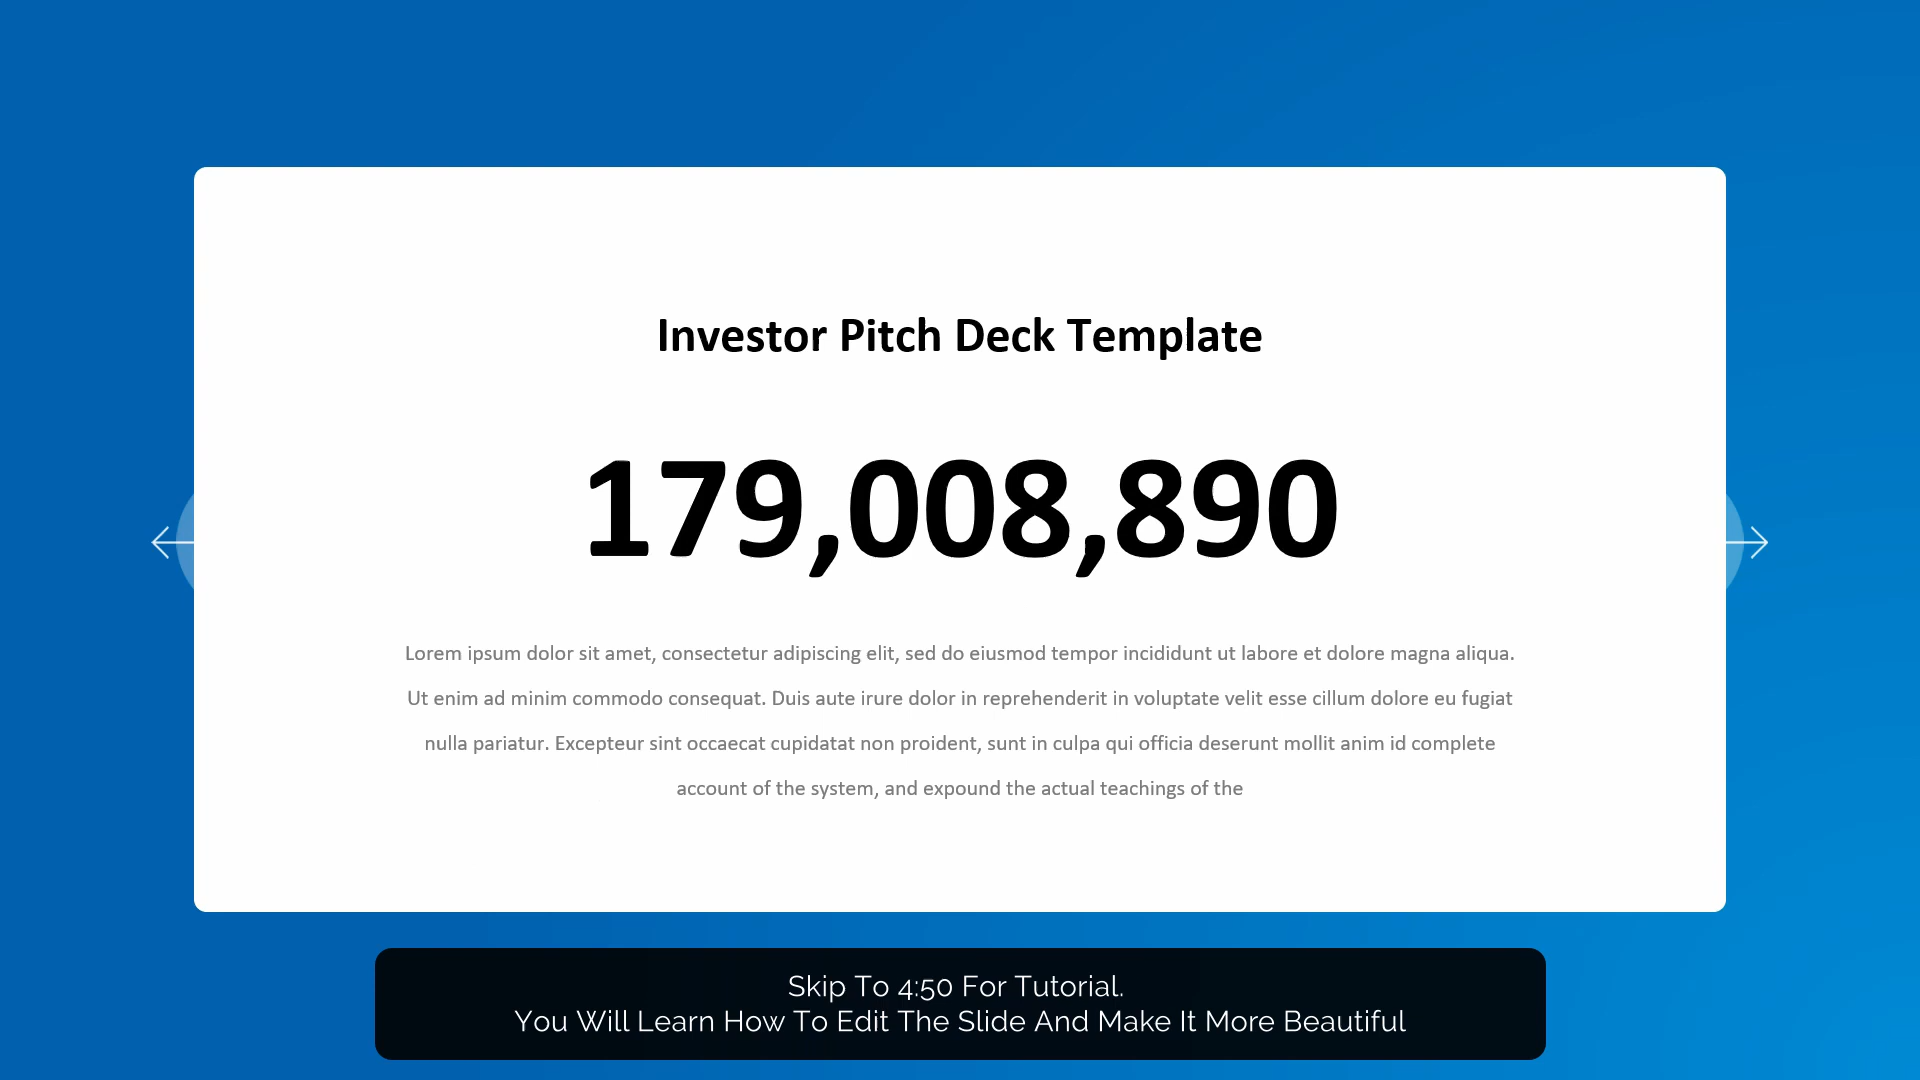 Investor Pitch Deck Template
179,008,890
Lorem ipsum dolor sit amet, consectetur adipiscing elit, sed do eiusmod tempor incididunt ut labore et dolore magna aliqua.
Ut enim ad minim commodo consequat. Duis aute irure dolor in reprehenderit in voluptate velit esse cillum dolore eu fugiat
nulla pariatur. Excepteur sint occaecat cupidatat non proident, sunt in culpa qui officia deserunt mollit anim id complete
account of the system, and expound the actual teachings of the
Skip To 4:50 For Tutorial.
You Will Learn How To Edit The Slide And Make It More Beautiful